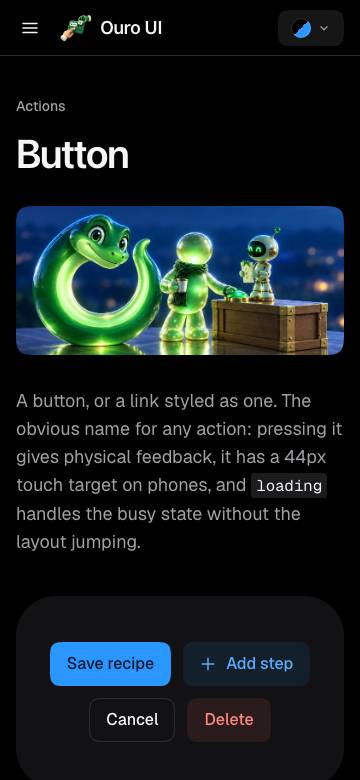 Ouro UI
Actions
Button
A button, or a link styled as one. The
obvious name for any action: pressing it
gives physical feedback, it has a 44px
touch target on phones, and loading
handles the busy state without the
layout jumping.
Save recipe
Add step
Cancel
Delete